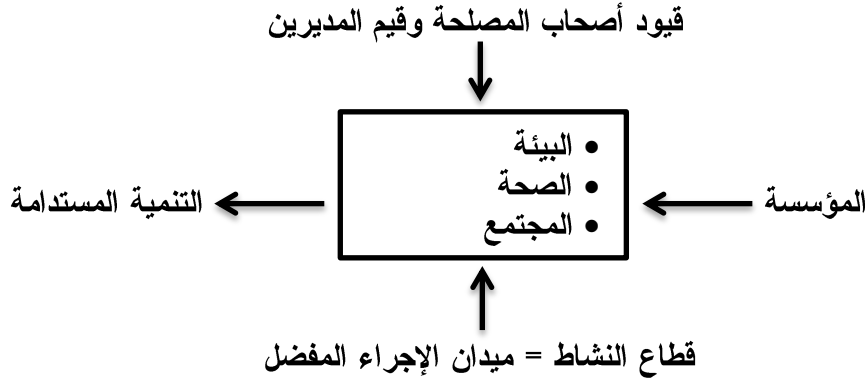 قيود أصحاب المصلحة وقيم المديرين
• البيئة
• الصحة
• المجتمع
المؤسسة
التنمية المستدامة
قطاع النشاط = ميدان الإجراء المفضل